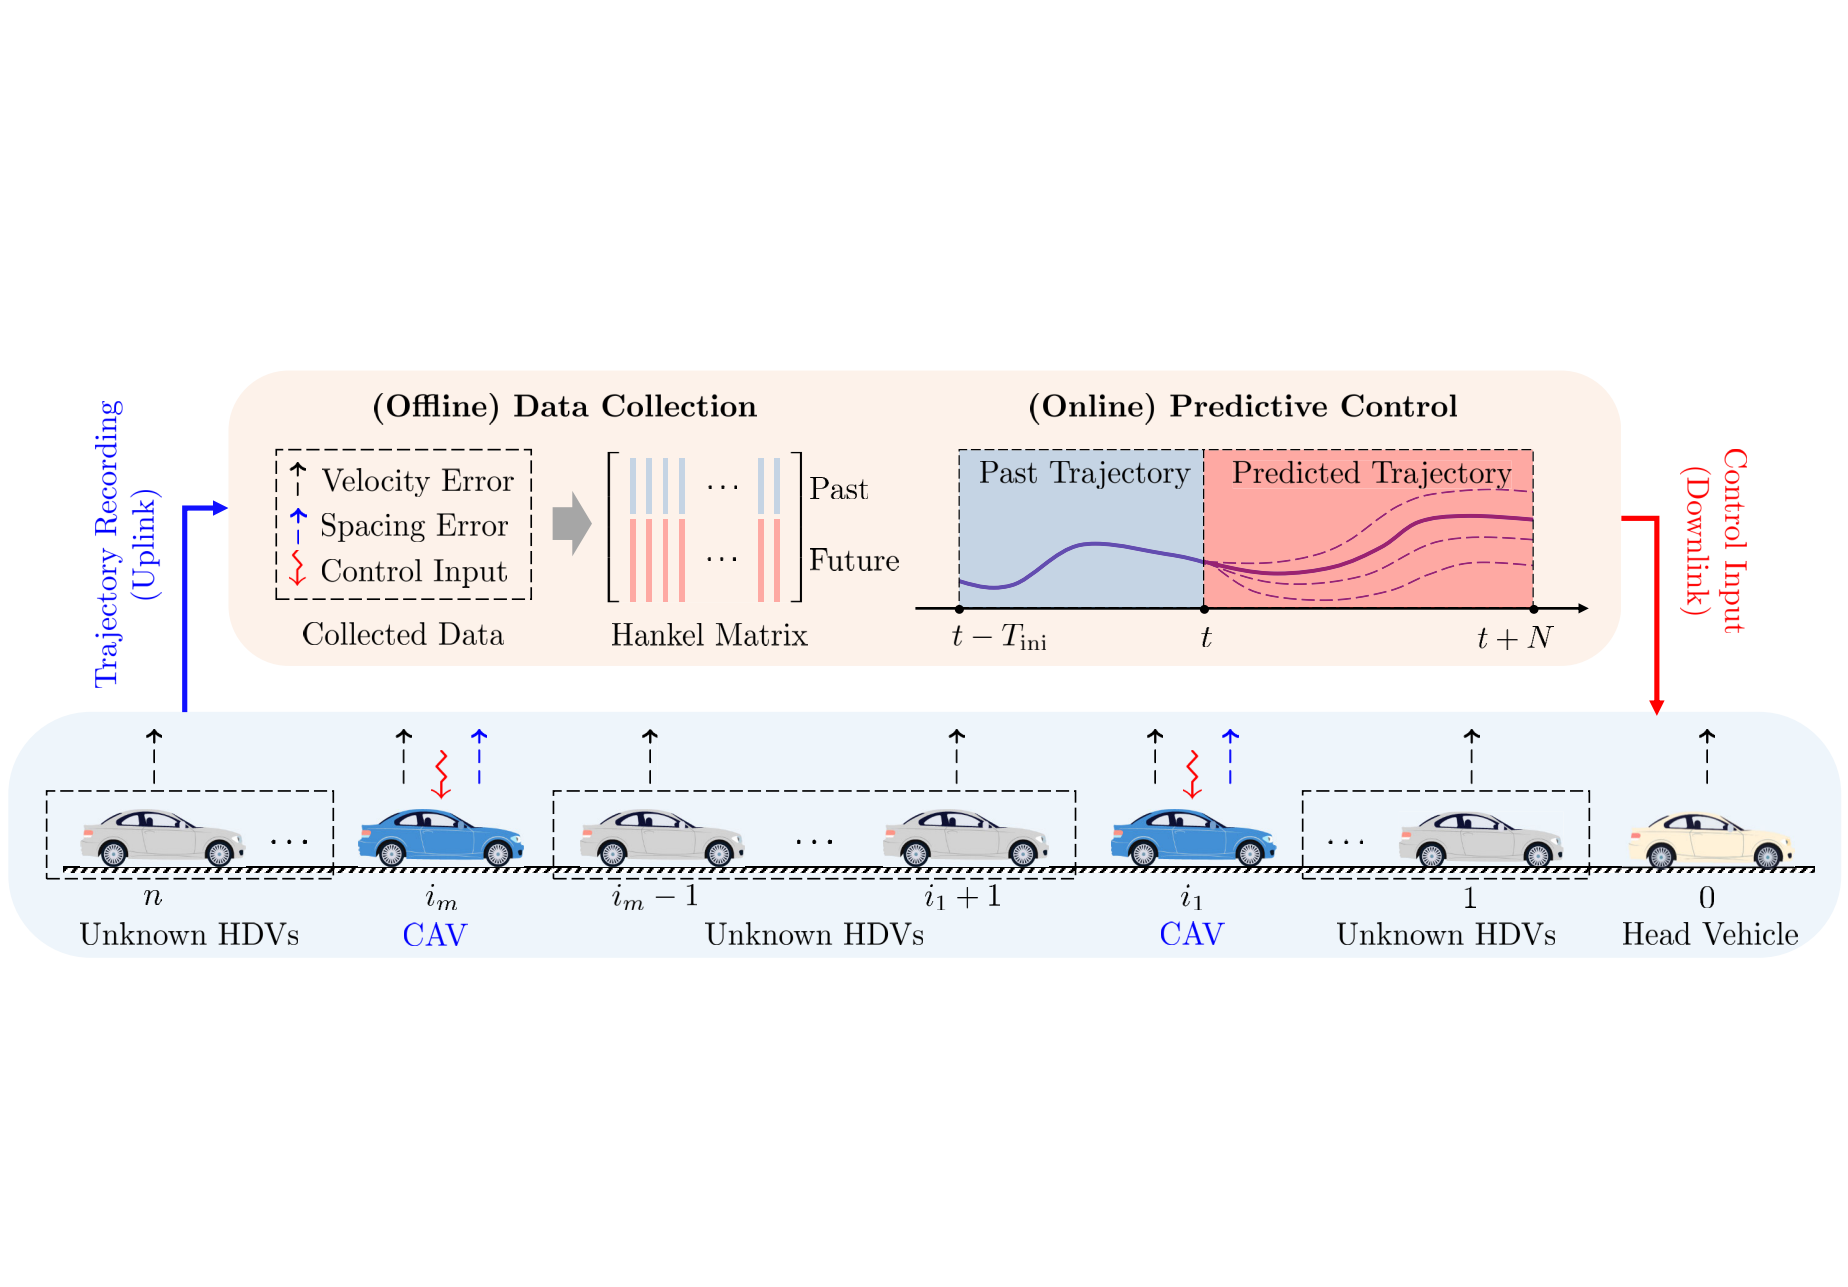 (Offline) Data Collection
(Online) Predictive Control
Trajectory Recording
(Uplink)
Velocity Error
Spacing Error
Control Input
Collected Data
...
...
Past
Future
Hankel Matrix
Past Trajectory
Predicted Trajectory
t − T_ini
t
t + N
Control Input
(Downlink)
...
...
...
n
i_m
i_m − 1
i_1 + 1
i_1
1
0
Unknown HDVs
CAV
Unknown HDVs
CAV
Unknown HDVs
Head Vehicle